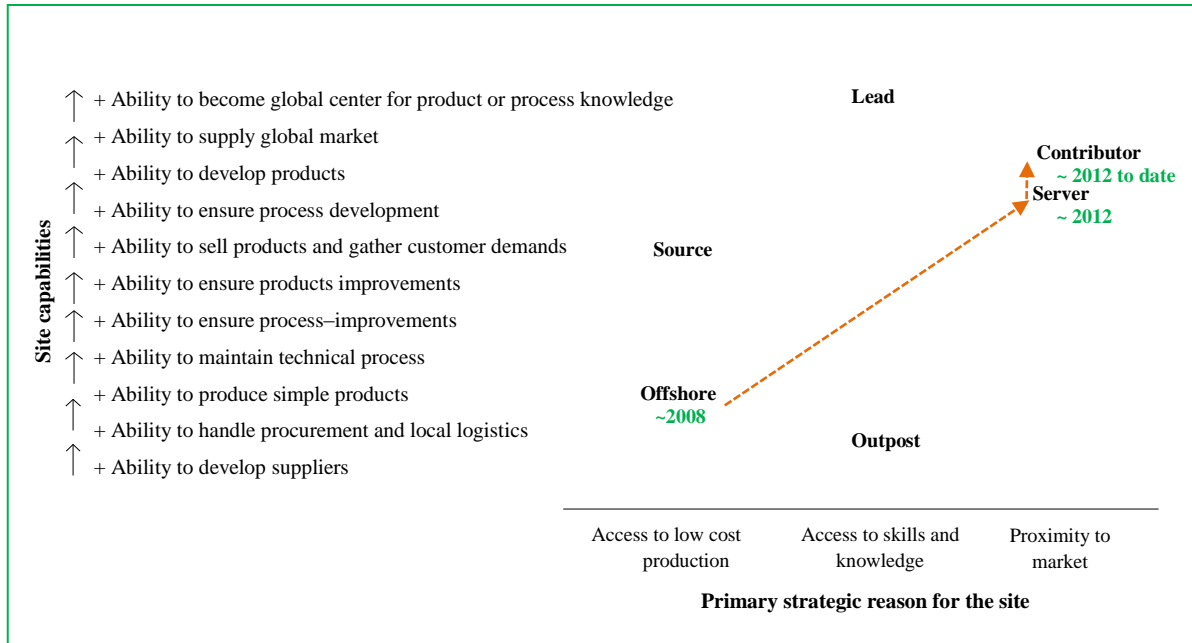 Site capabilities
+ Ability to become global center for product or process knowledge
+ Ability to supply global market
+ Ability to develop products
+ Ability to ensure process development
+ Ability to sell products and gather customer demands
+ Ability to ensure products improvements
+ Ability to ensure process–improvements
+ Ability to maintain technical process
+ Ability to produce simple products
+ Ability to handle procurement and local logistics
+ Ability to develop suppliers
Lead
Contributor
~ 2012 to date
Server
~ 2012
Source
Offshore
~2008
Outpost
Access to low cost
production
Access to skills and
knowledge
Proximity to
market
Primary strategic reason for the site